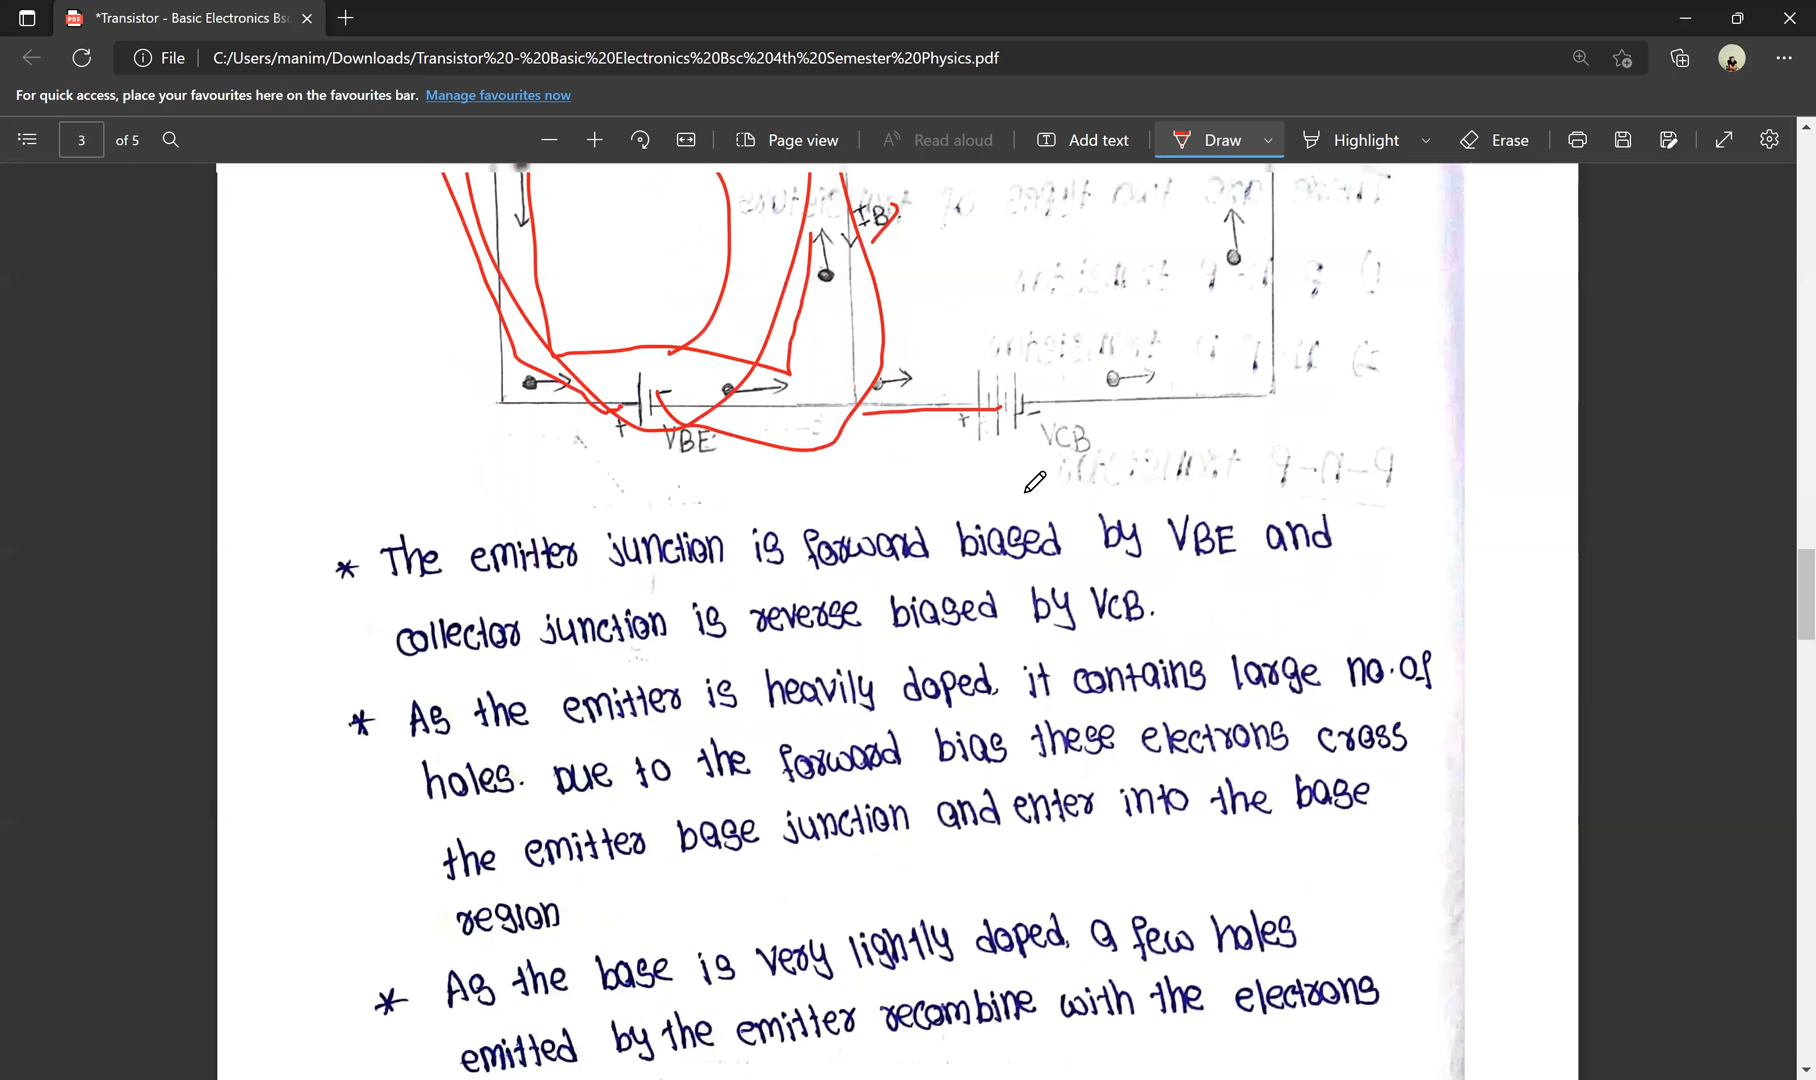 *Transistor - Basic Electronics Bsc
File C:/Users/manim/Downloads/Transistor%20-%20Basic%20Electronics%20Bsc%204th%20Semester%20Physics.pdf
For quick access, place your favourites here on the favourites bar. Manage favourites now
3 of 5 Page view Read aloud Add text Draw Highlight Erase
IB
+ VBE
+ - VCB
* The emitter junction is forward biased by VBE and
collector junction is reverse biased by VCB.
* As the emitter is heavily doped, it contains large no.of
holes. Due to the forward bias these electrons cross
the emitter base junction and enter into the base
region
* As the base is very lightly doped, a few holes
emitted by the emitter recombine with the electrons